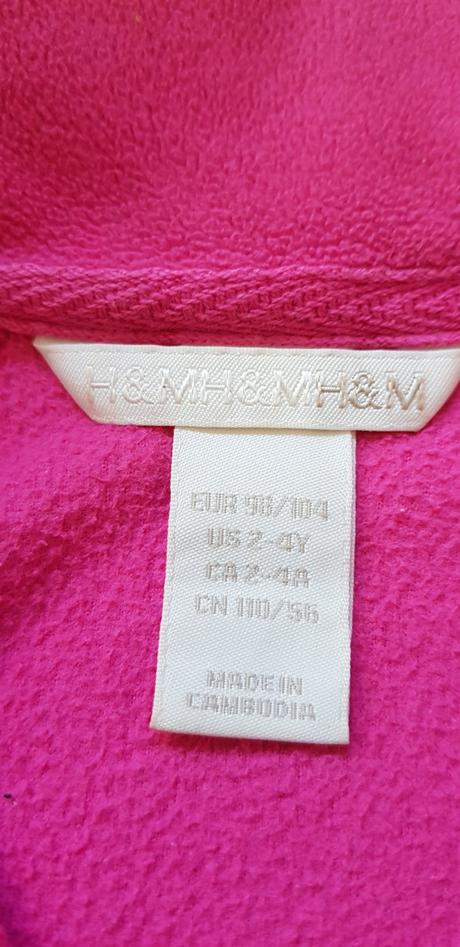 H&MH&MH&M
EUR 98/104
US 2-4Y
CA 2-4A
CN 110/56
MADE IN
CAMBODIA